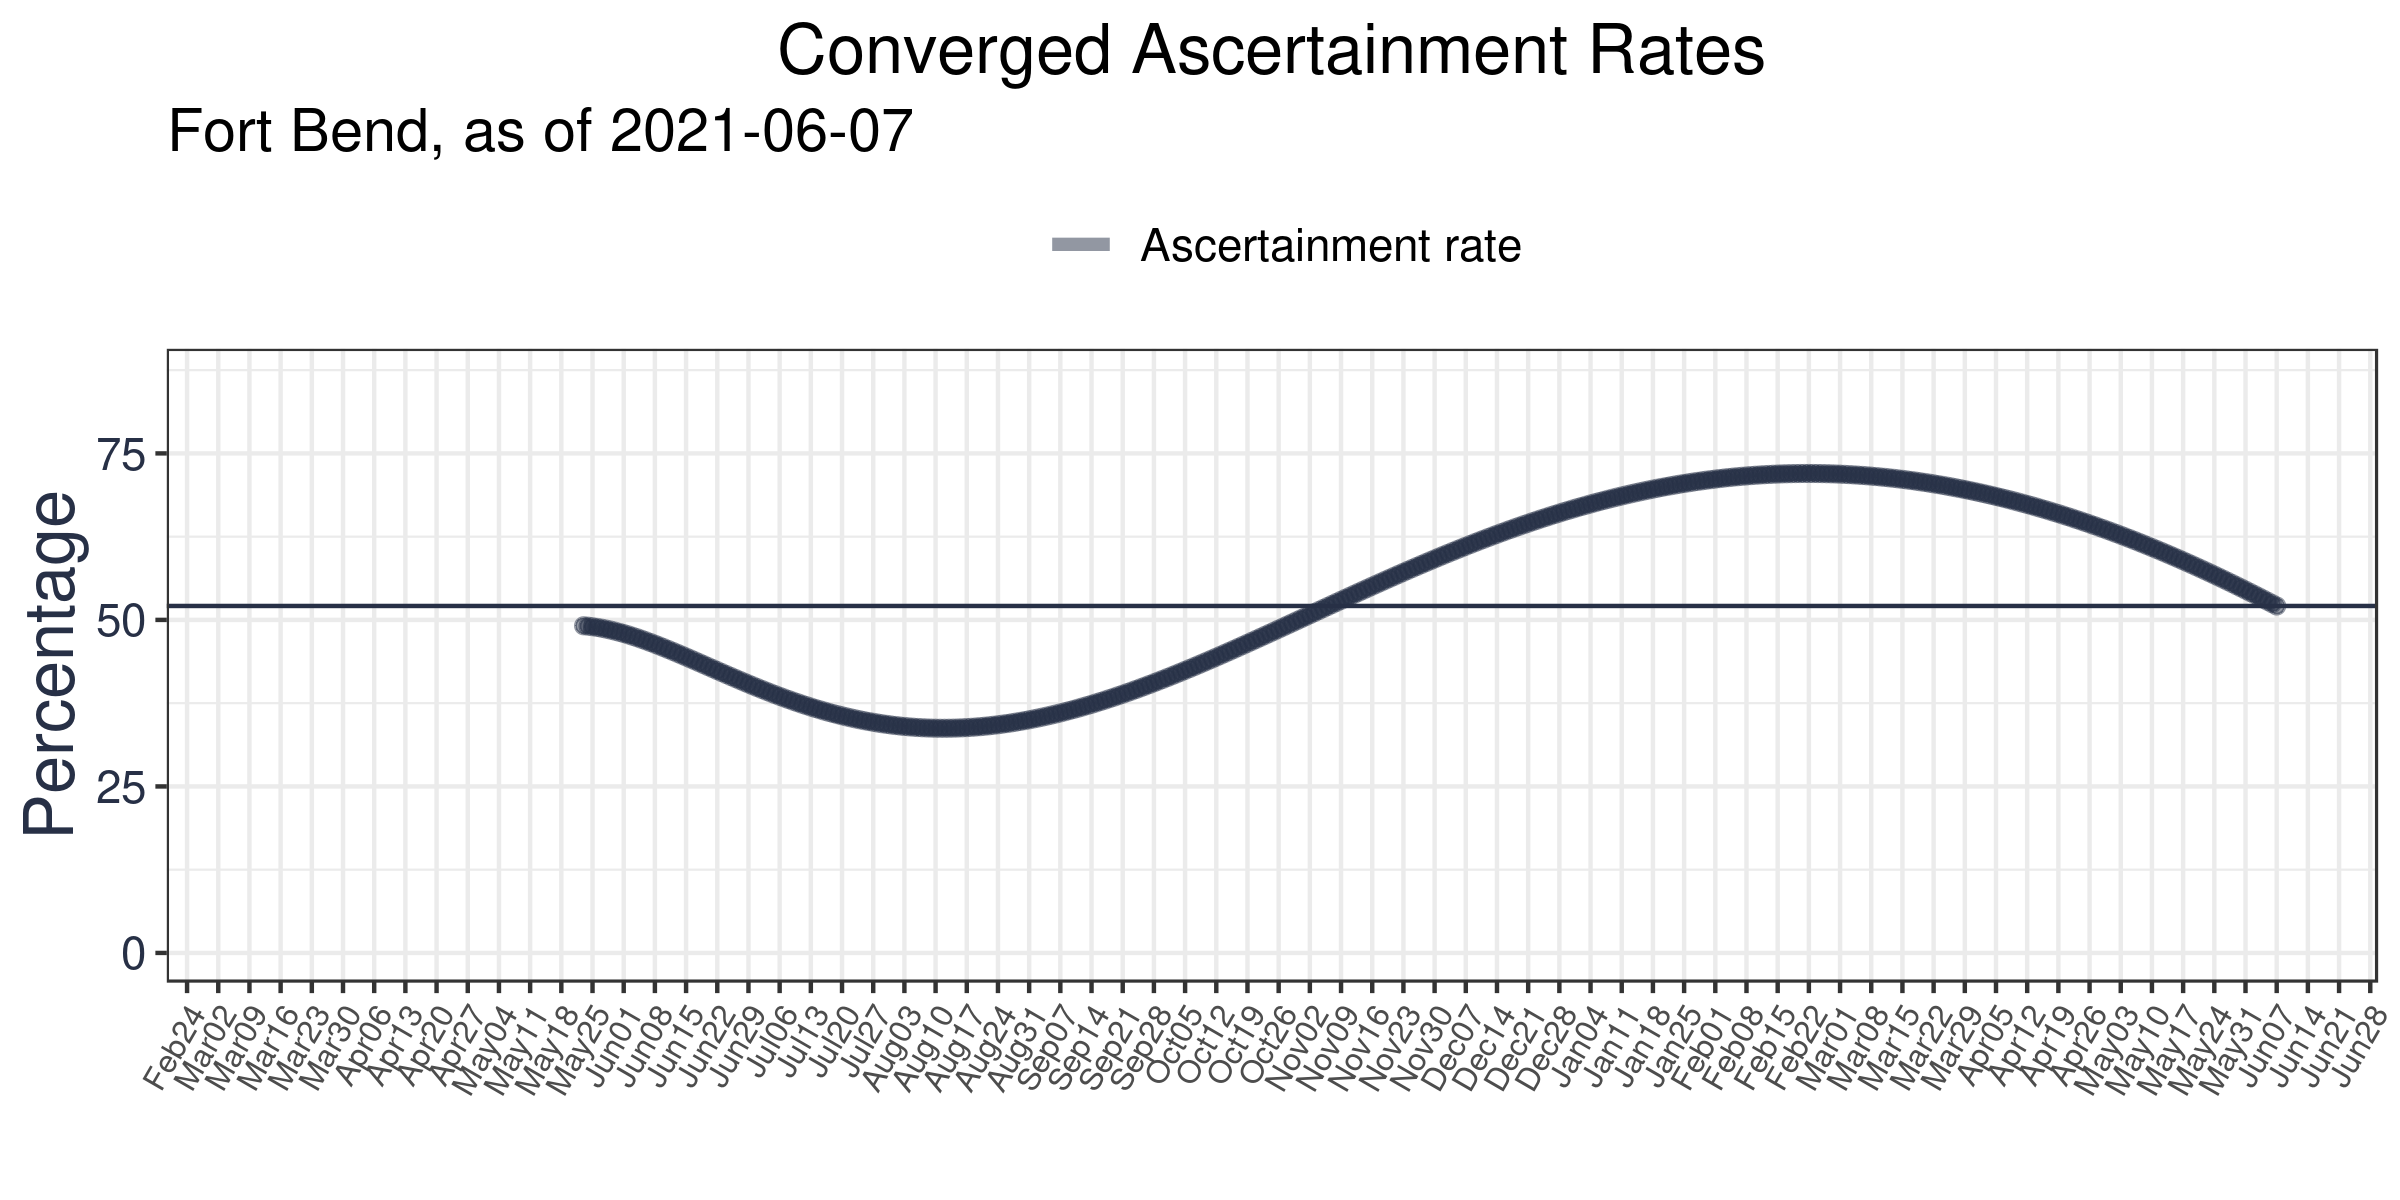 Converged Ascertainment Rates
Fort Bend, as of 2021-06-07
Ascertainment rate
Percentage
75
50
25
0
Feb24 Mar02 Mar09 Mar16 Mar23 Mar30 Apr06 Apr13 Apr20 Apr27 May04 May11 May18 May25 Jun01 Jun08 Jun15 Jun22 Jun29 Jul06 Jul13 Jul20 Jul27 Aug03 Aug10 Aug17 Aug24 Aug31 Sep07 Sep14 Sep21 Sep28 Oct05 Oct12 Oct19 Oct26 Nov02 Nov09 Nov16 Nov23 Nov30 Dec07 Dec14 Dec21 Dec28 Jan04 Jan11 Jan18 Jan25 Feb01 Feb08 Feb15 Feb22 Mar01 Mar08 Mar15 Mar22 Mar29 Apr05 Apr12 Apr19 Apr26 May03 May10 May17 May24 May31 Jun07 Jun14 Jun21 Jun28